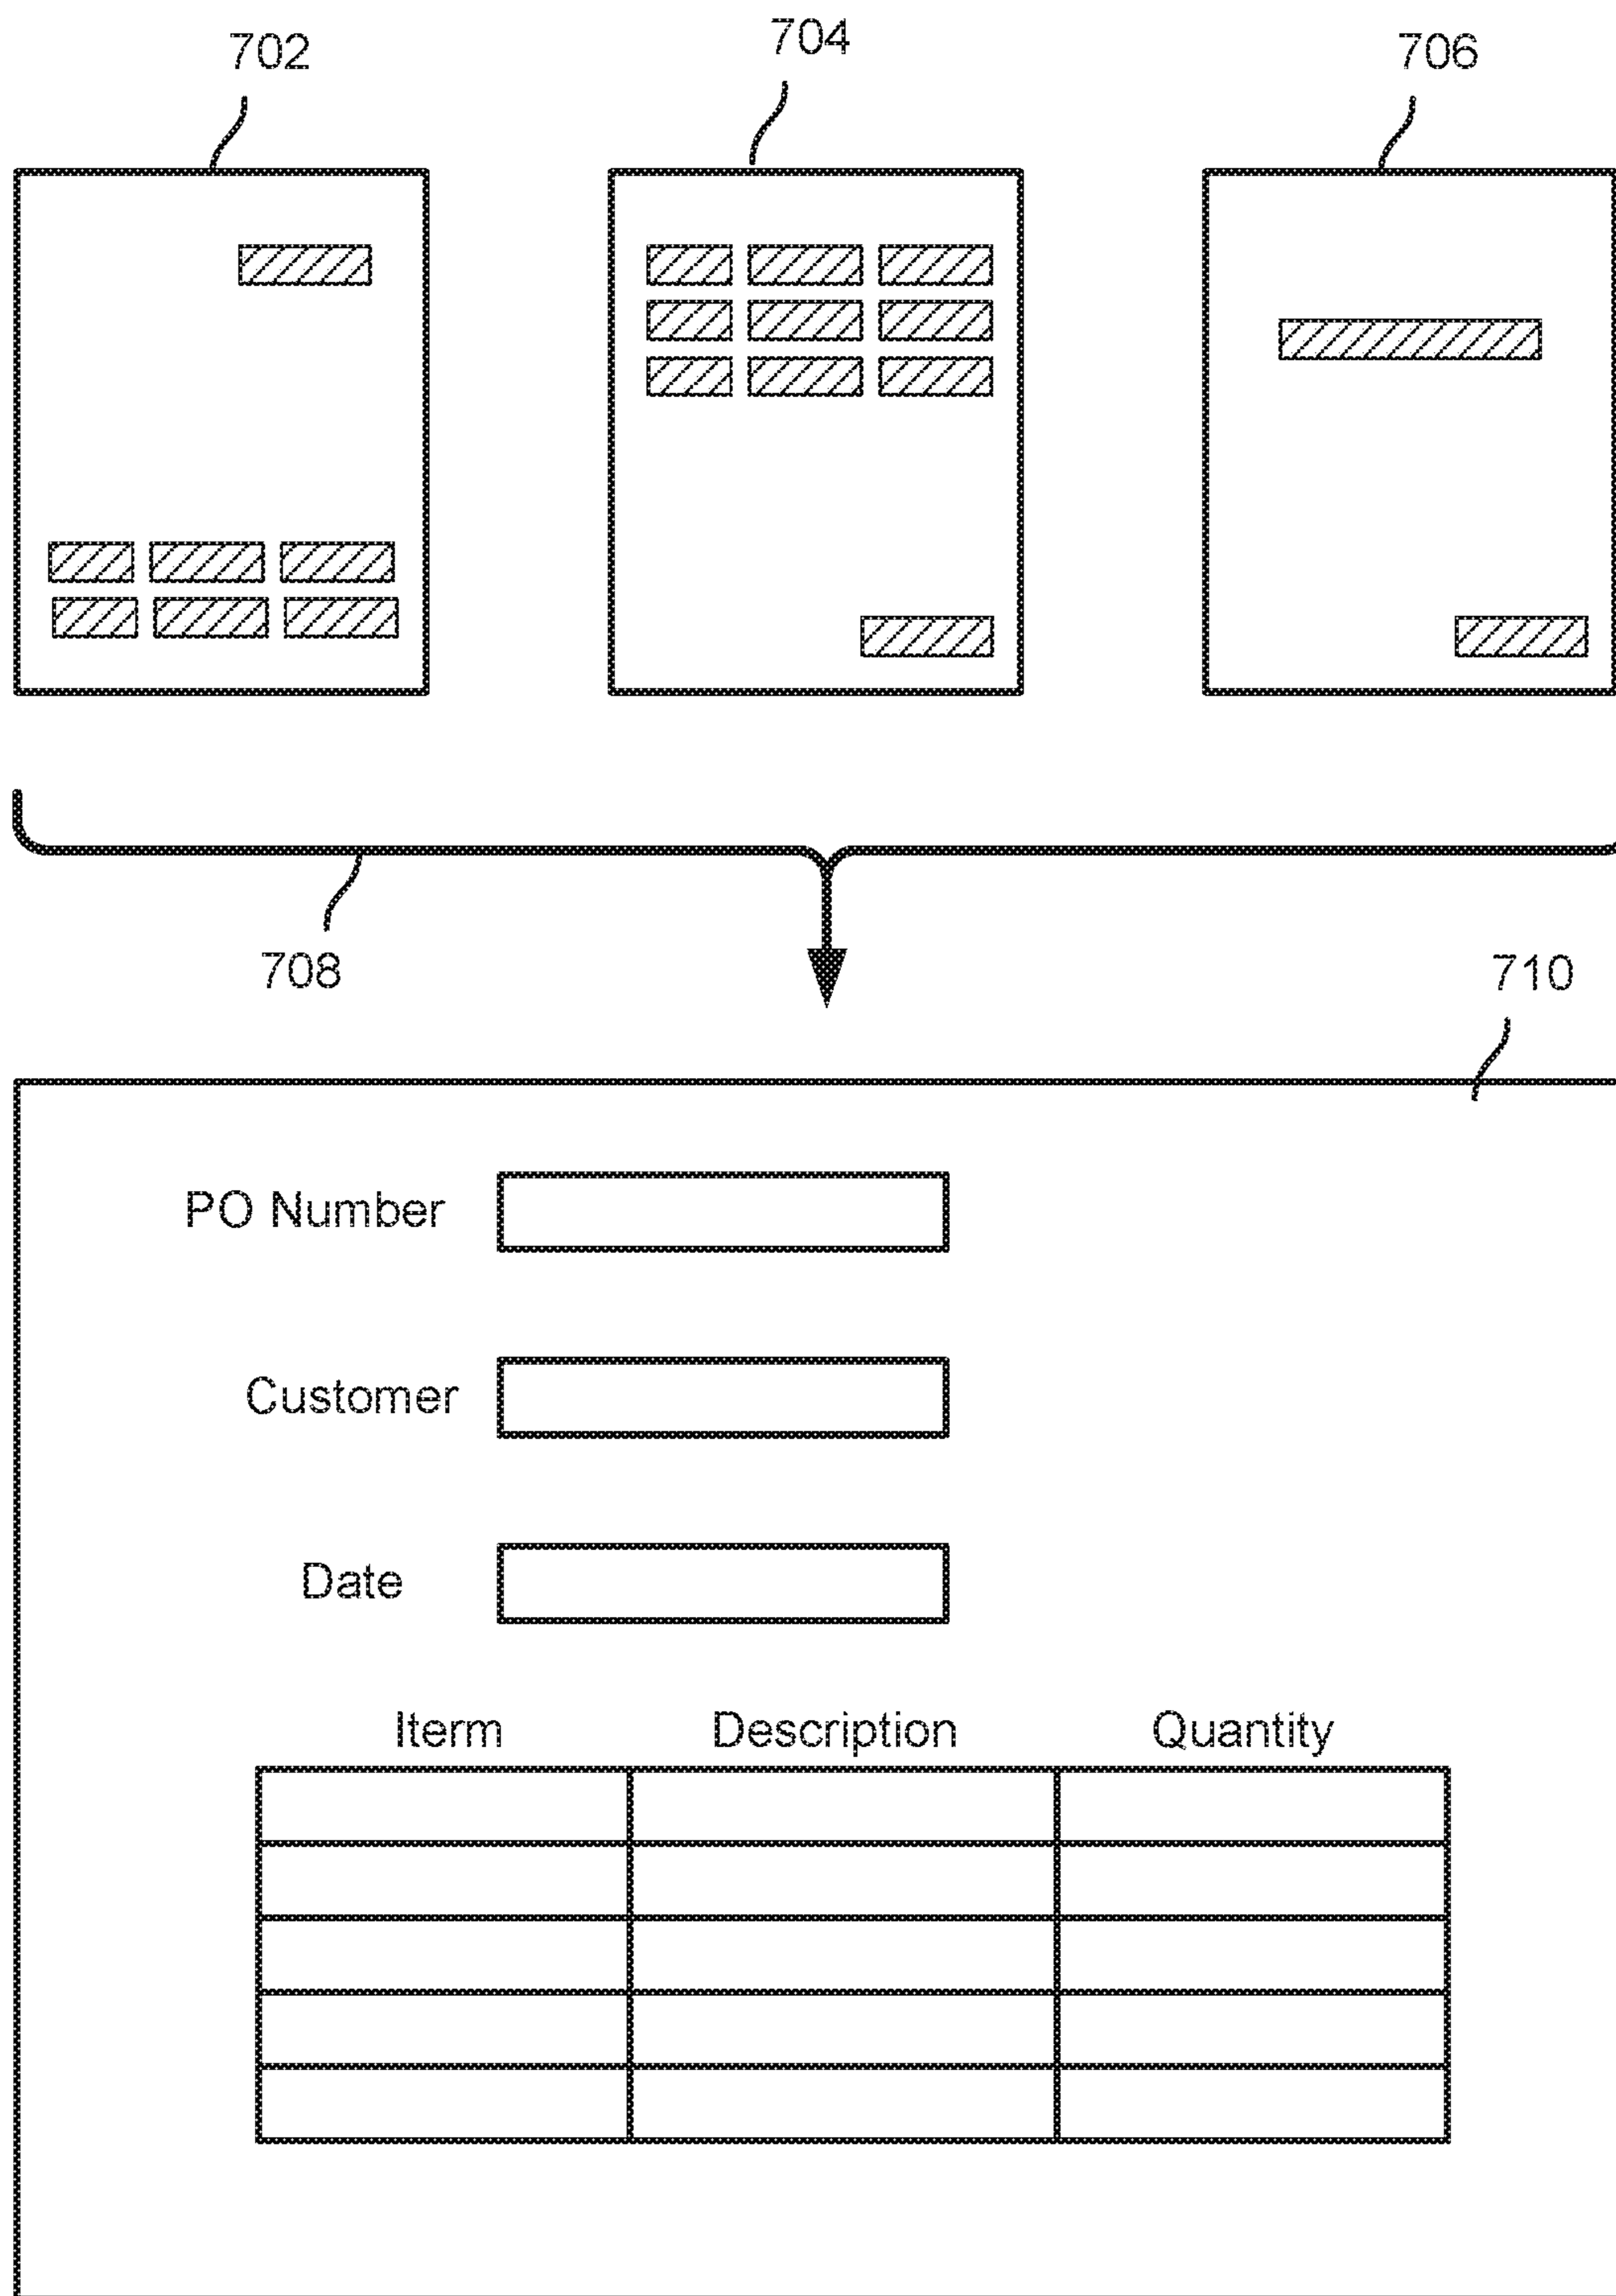 702
704
706
708
710
PO Number
Customer
Date
Iterm Description Quantity